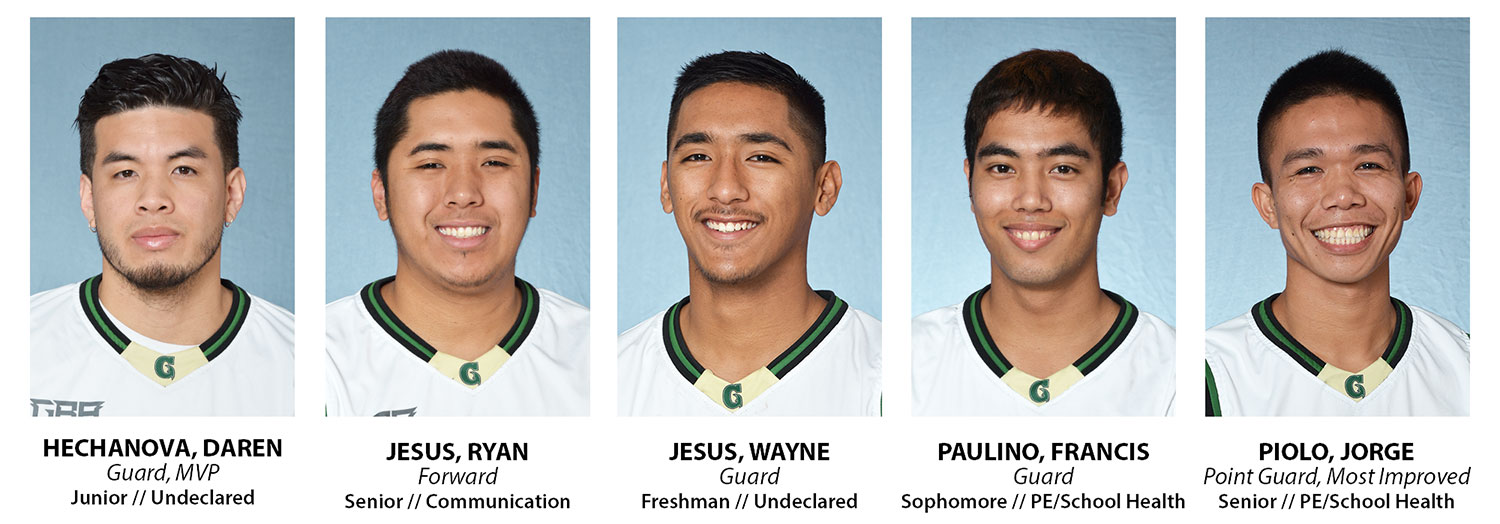 G
G
G
G
G
HECHANOVA, DAREN
Guard, MVP
Junior // Undeclared
JESUS, RYAN
Forward
Senior // Communication
JESUS, WAYNE
Guard
Freshman // Undeclared
PAULINO, FRANCIS
Guard
Sophomore // PE/School Health
PIOLO, JORGE
Point Guard, Most Improved
Senior // PE/School Health